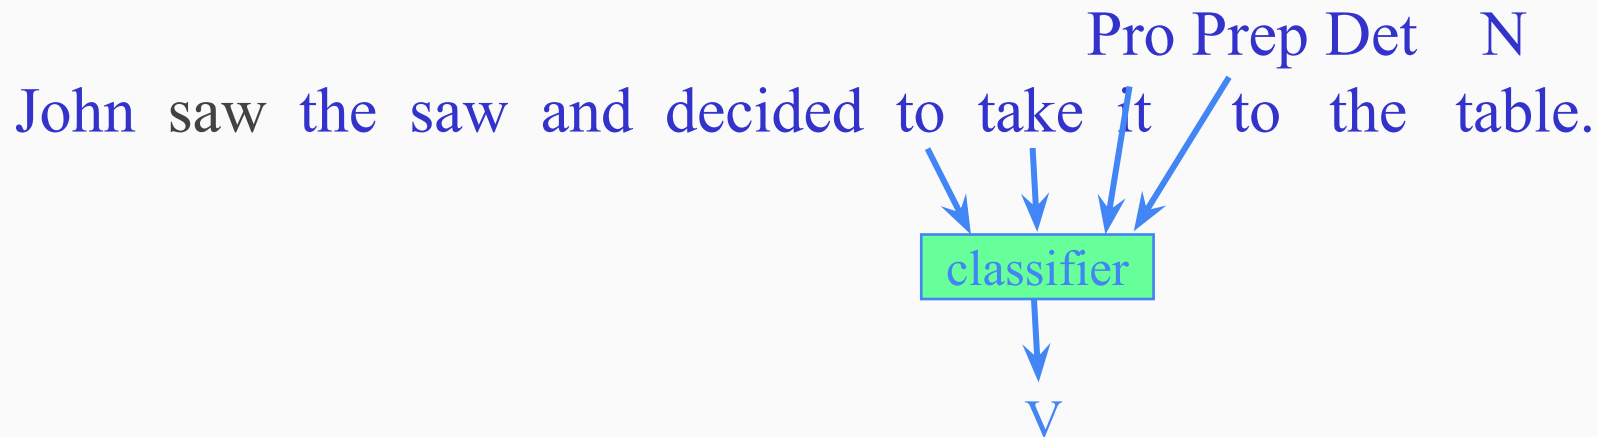 Pro Prep Det N
John saw the saw and decided to take it to the table.
classifier
V